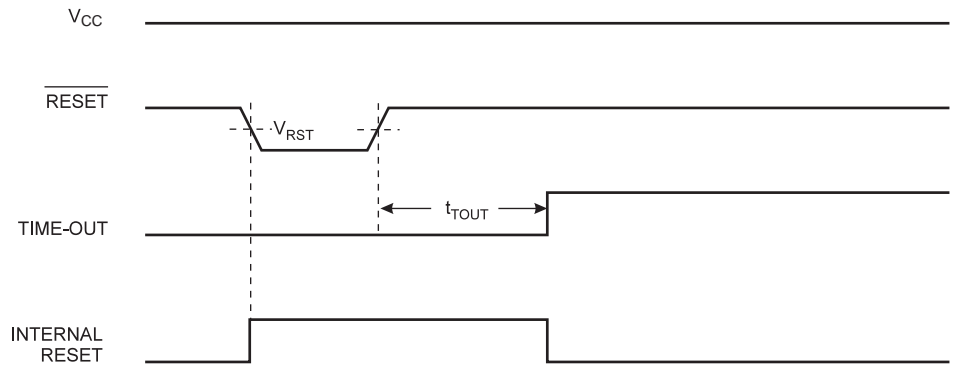 VCC
RESET
VRST
tTOUT
TIME-OUT
INTERNAL
RESET